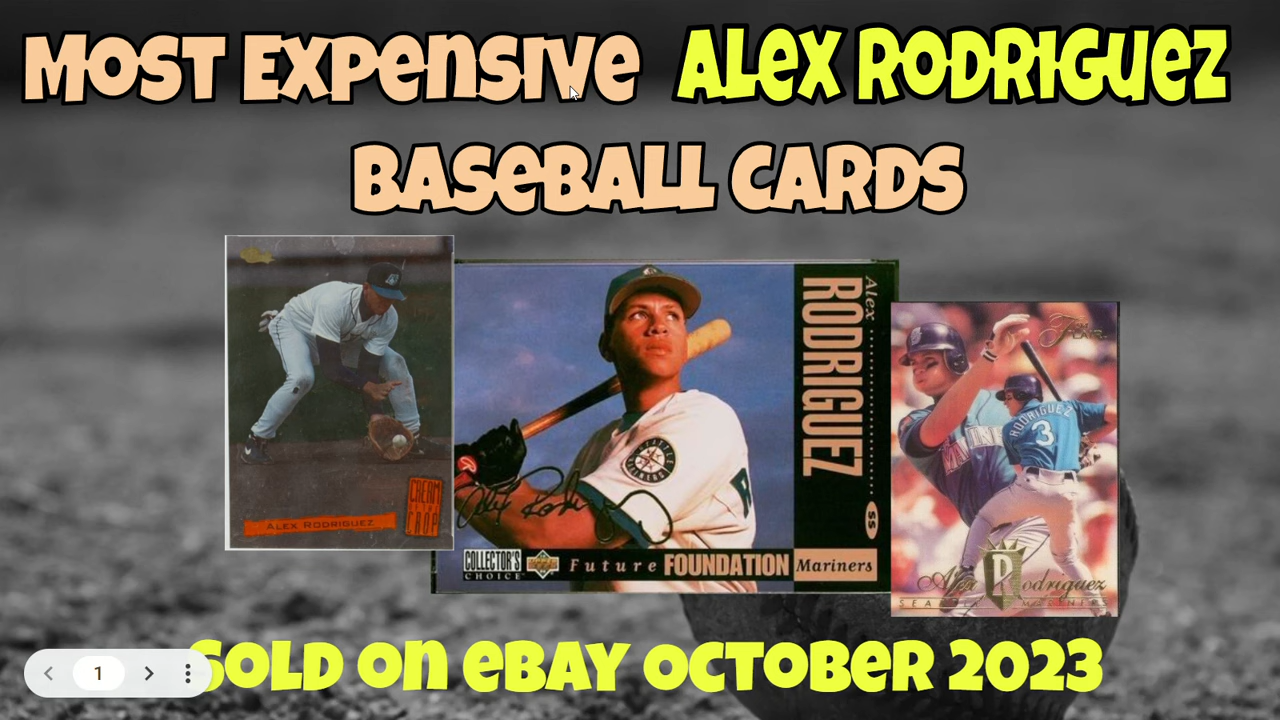 MOST EXPENSIVE ALEX RODRIGUEZ
BASEBALL CARDS
CREAM
OF THE
CROP
ALEX RODRIGUEZ
Alex
RODRIGUEZ
SS
COLLECTOR'S
CHOICE
Future FOUNDATION Mariners
RODRIGUEZ
3
Alex Rodriguez
SOLD ON EBAY OCTOBER 2023
1